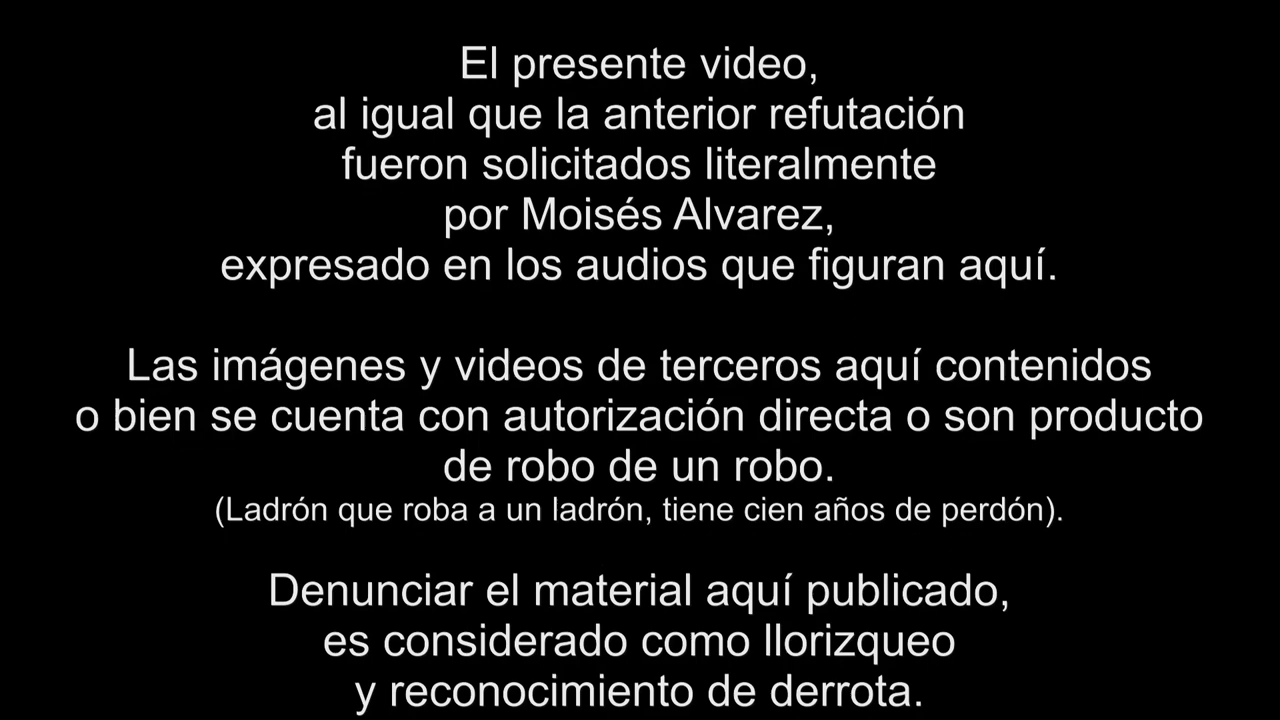 El presente video,
al igual que la anterior refutación
fueron solicitados literalmente
por Moisés Alvarez,
expresado en los audios que figuran aquí.
Las imágenes y videos de terceros aquí contenidos
o bien se cuenta con autorización directa o son producto
de robo de un robo.
(Ladrón que roba a un ladrón, tiene cien años de perdón).
Denunciar el material aquí publicado,
es considerado como llorizqueo
y reconocimiento de derrota.